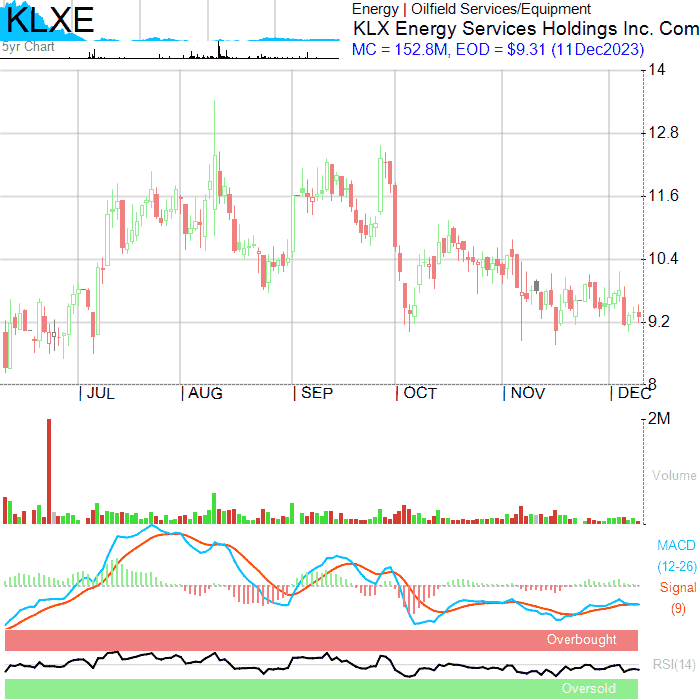 KLXE
5yr Chart
Energy | Oilfield Services/Equipment
KLX Energy Services Holdings Inc. Com
MC = 152.8M, EOD = $9.31 (11Dec2023)
14
12.8
11.6
10.4
9.2
8
JUL AUG SEP OCT NOV DEC
2M
Volume
MACD
(12-26)
Signal
(9)
Overbought
RSI(14)
Oversold